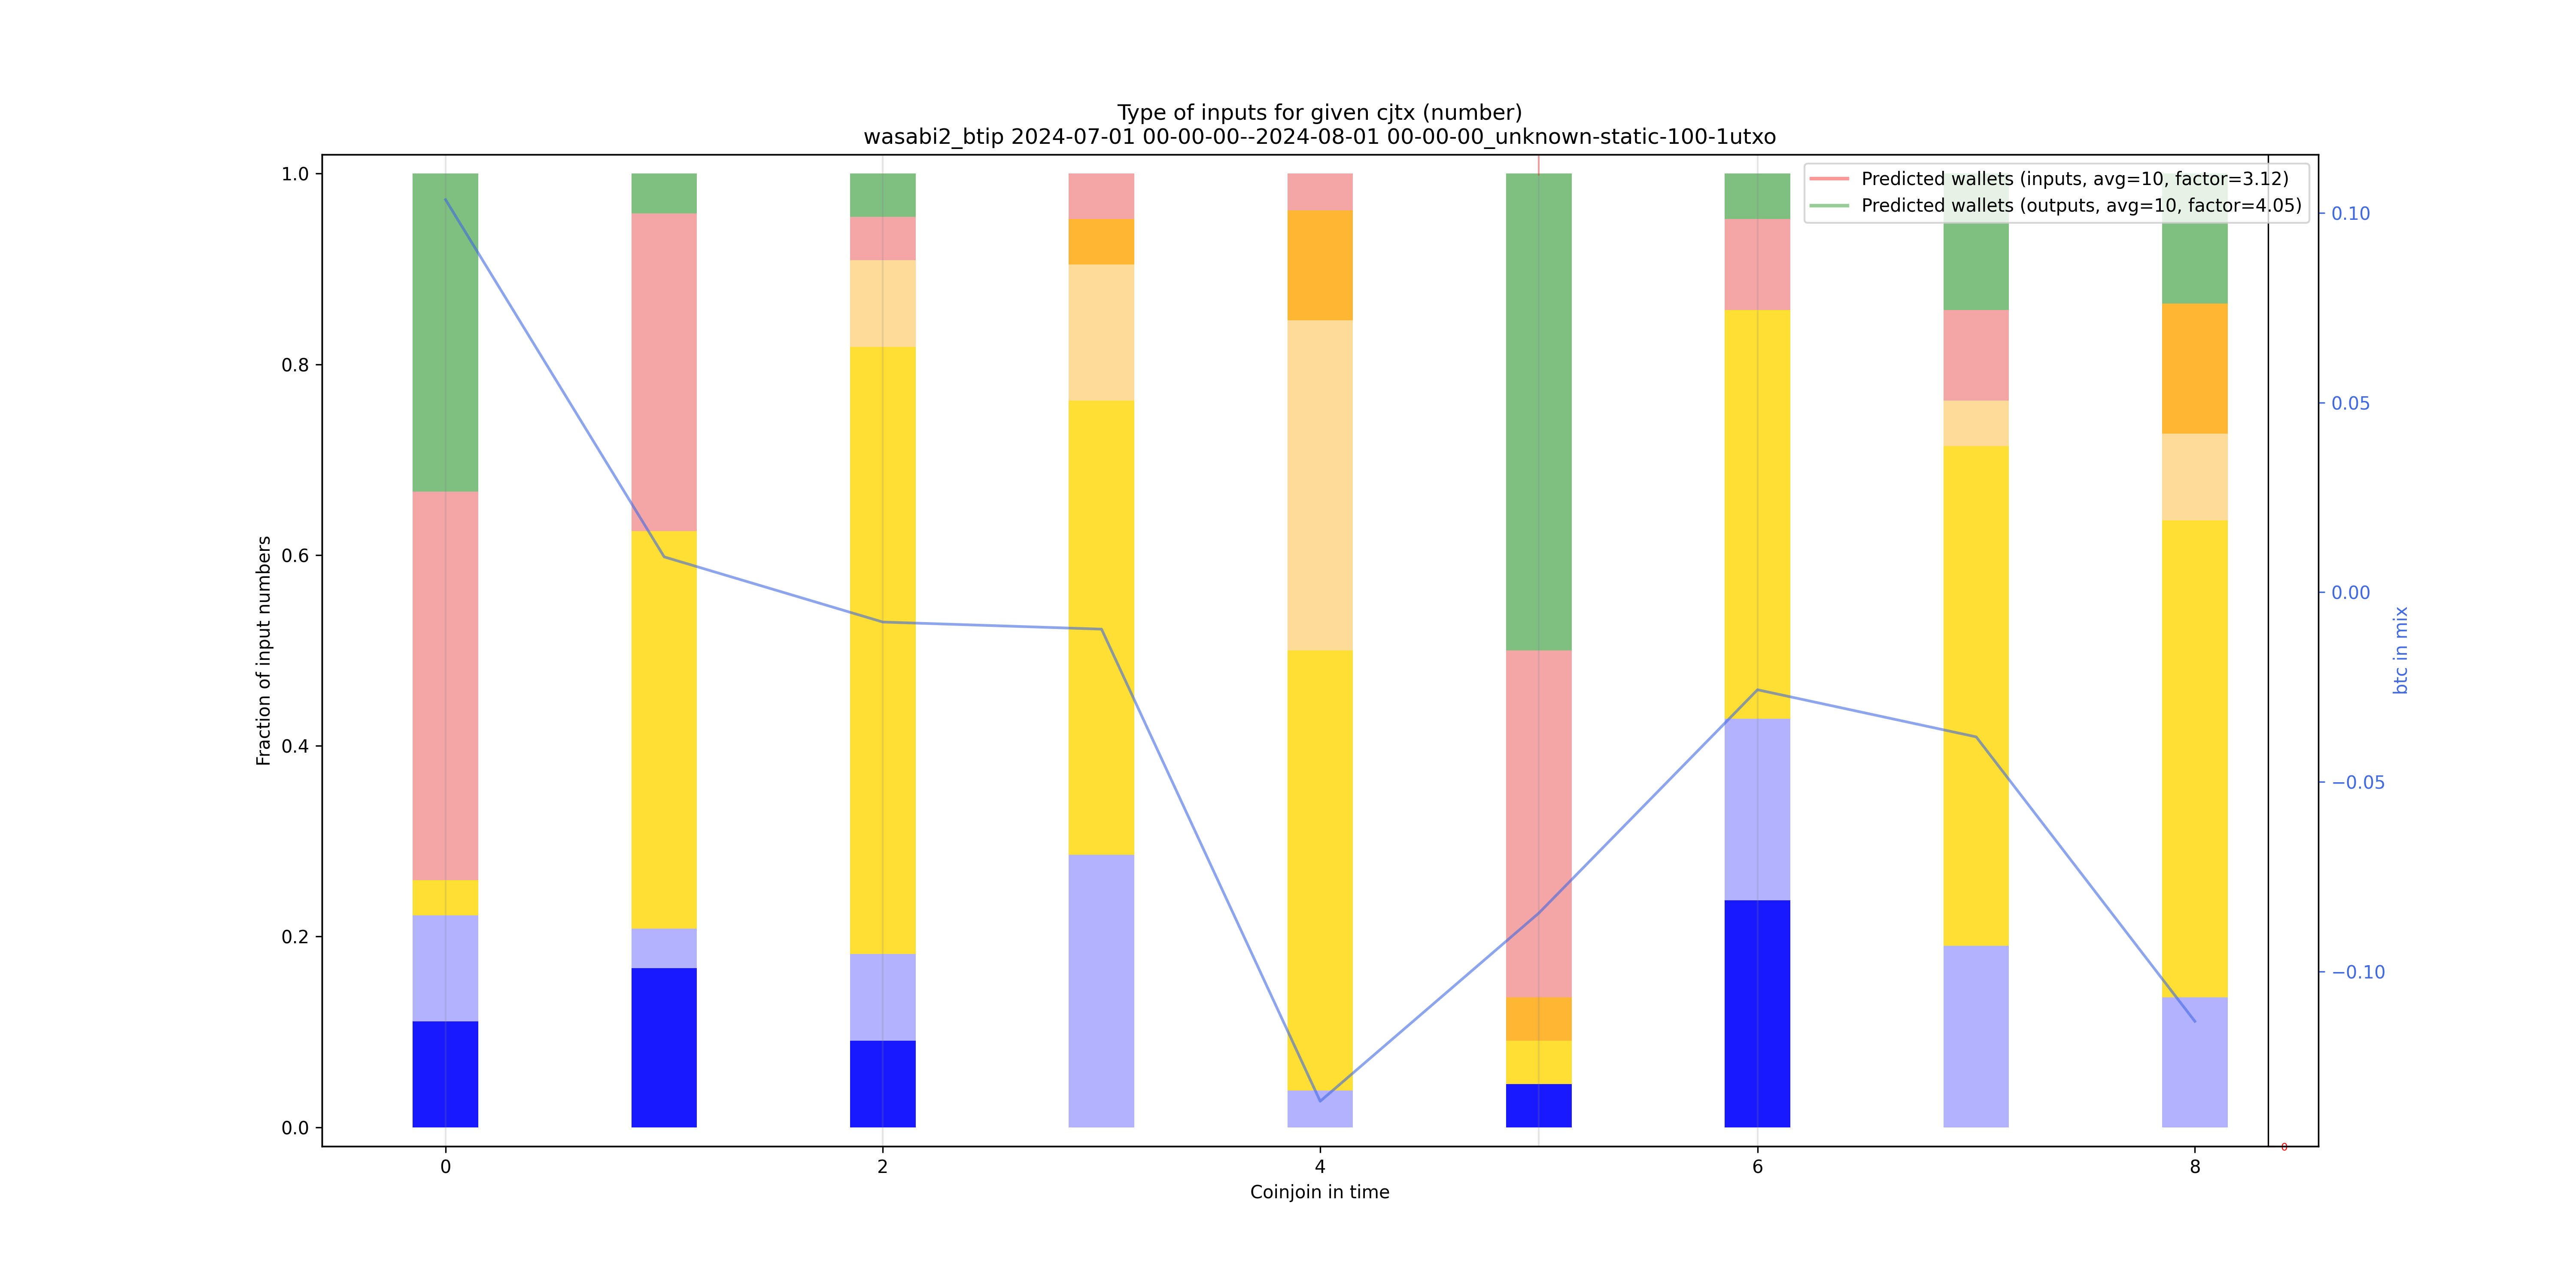 Type of inputs for given cjtx (number)
wasabi2_btip 2024-07-01 00-00-00--2024-08-01 00-00-00_unknown-static-100-1utxo
Predicted wallets (inputs, avg=10, factor=3.12)
Predicted wallets (outputs, avg=10, factor=4.05)
Fraction of input numbers
1.0
0.8
0.6
0.4
0.2
0.0
0.10
0.05
0.00
−0.05
−0.10
btc in mix
0
0 2 4 6 8
Coinjoin in time